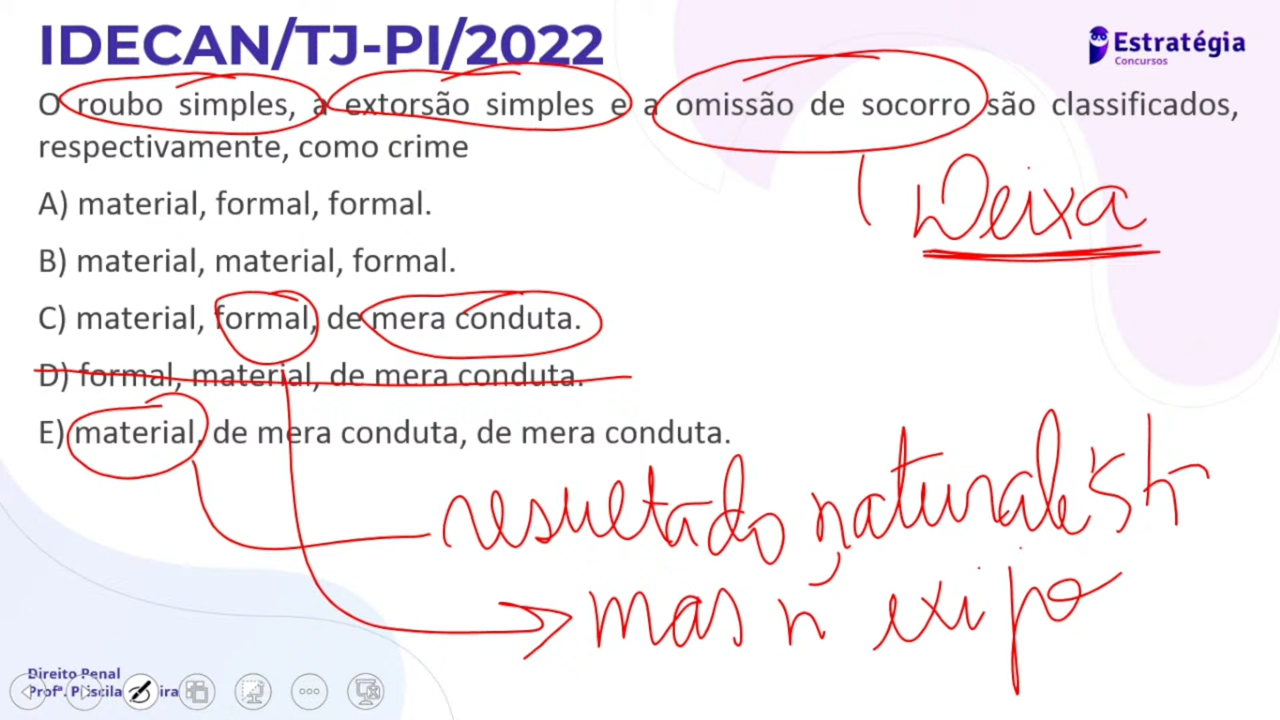 IDECAN/TJ-PI/2022
Estratégia
Concursos
O roubo simples, a extorsão simples e a omissão de socorro são classificados,
respectivamente, como crime
Deixa
A) material, formal, formal.
B) material, material, formal.
C) material, formal, de mera conduta.
D) formal, material, de mera conduta.
E) material, de mera conduta, de mera conduta.
resultado
mas ñ
Direito Penal
Profª.